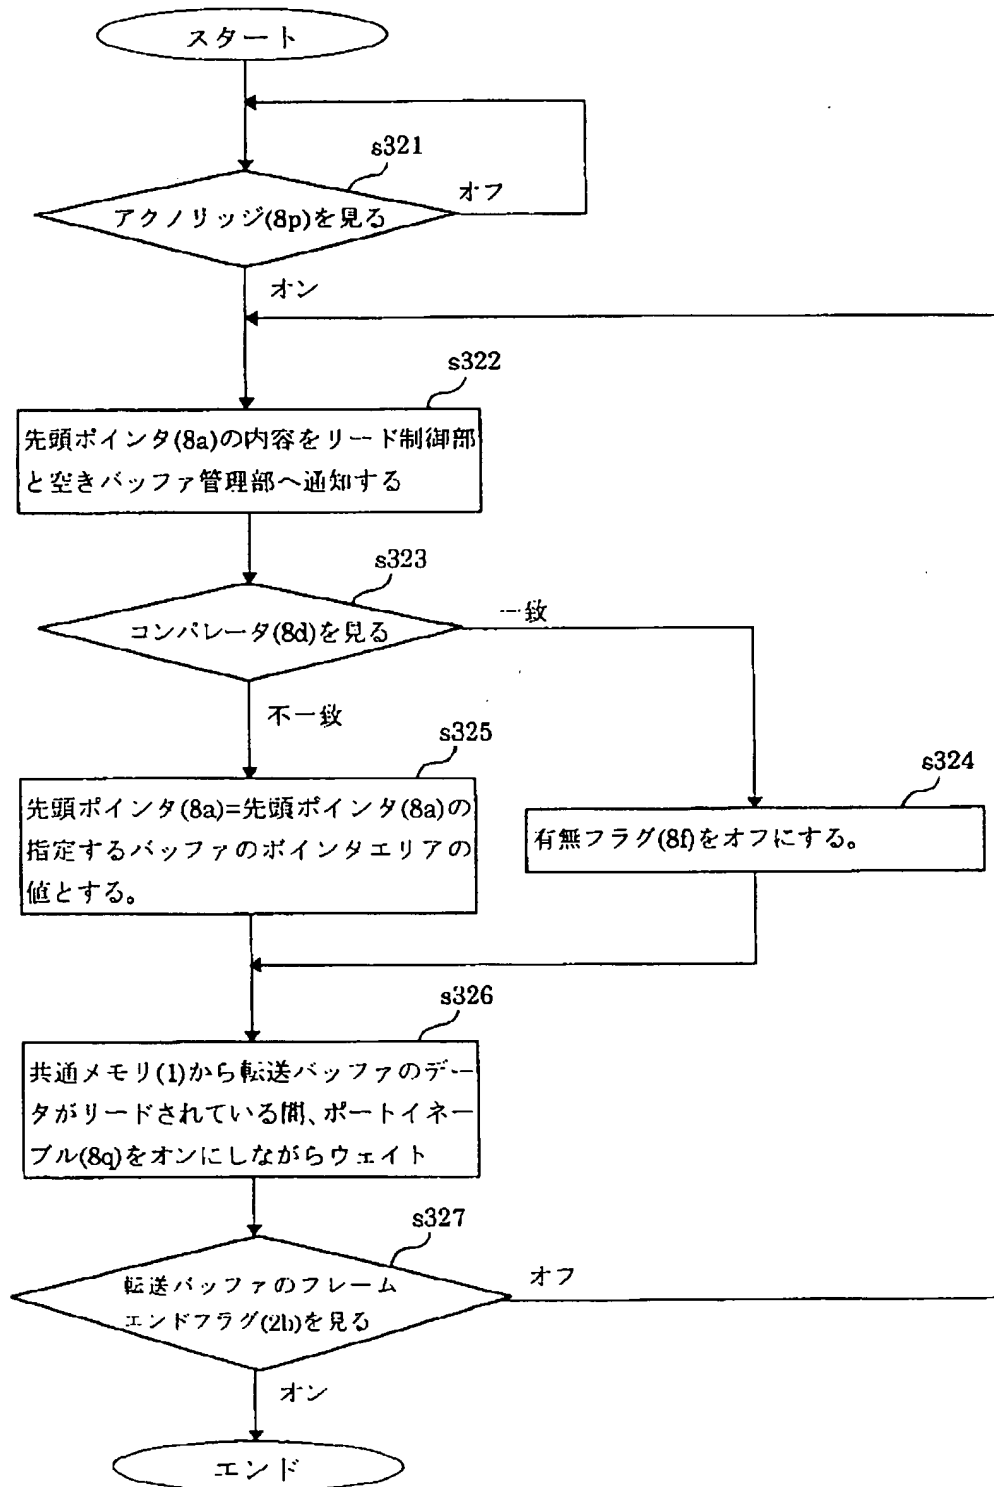 スタート
s321
オフ
アクノリッジ(8p)を見る
オン
s322
先頭ポインタ(8a)の内容をリード制御部
と空きバッファ管理部へ通知する
s323
一致
コンパレータ(8d)を見る
不一致
s325
s324
先頭ポインタ(8a)=先頭ポインタ(8a)の
指定するバッファのポインタエリアの
値とする。
有無フラグ(8f)をオフにする。
s326
共通メモリ(1)から転送バッファのデー
タがリードされている間、ポートイネー
ブル(8q)をオンにしながらウェイト
s327
オフ
転送バッファのフレーム
エンドフラグ(2b)を見る
オン
エンド